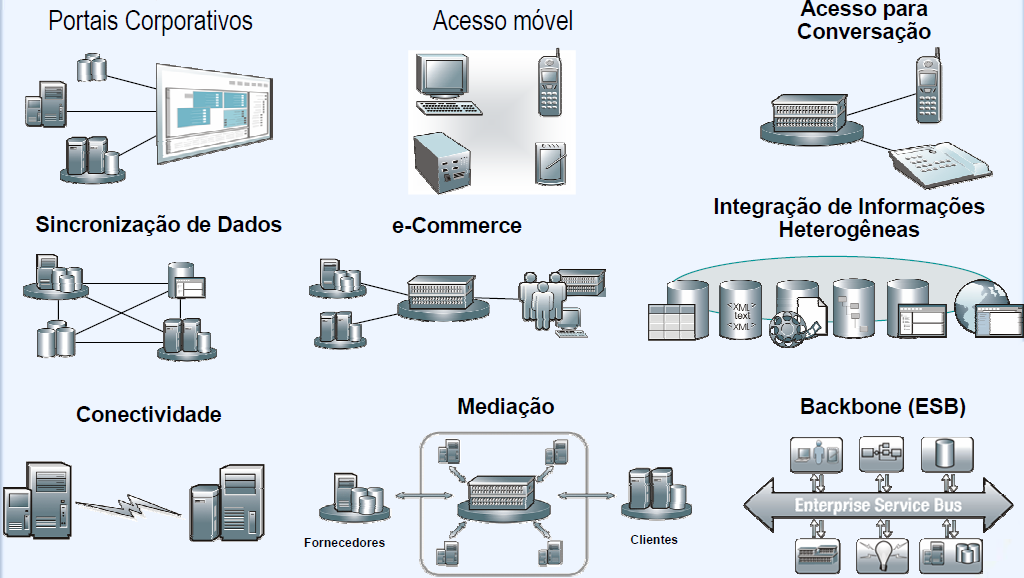 Portais Corporativos
Acesso móvel
Acesso para
Conversação
Sincronização de Dados
e-Commerce
Integração de Informações
Heterogêneas
<XML>
text
<XML>
Conectividade
Mediação
Fornecedores
Clientes
Backbone (ESB)
Enterprise Service Bus